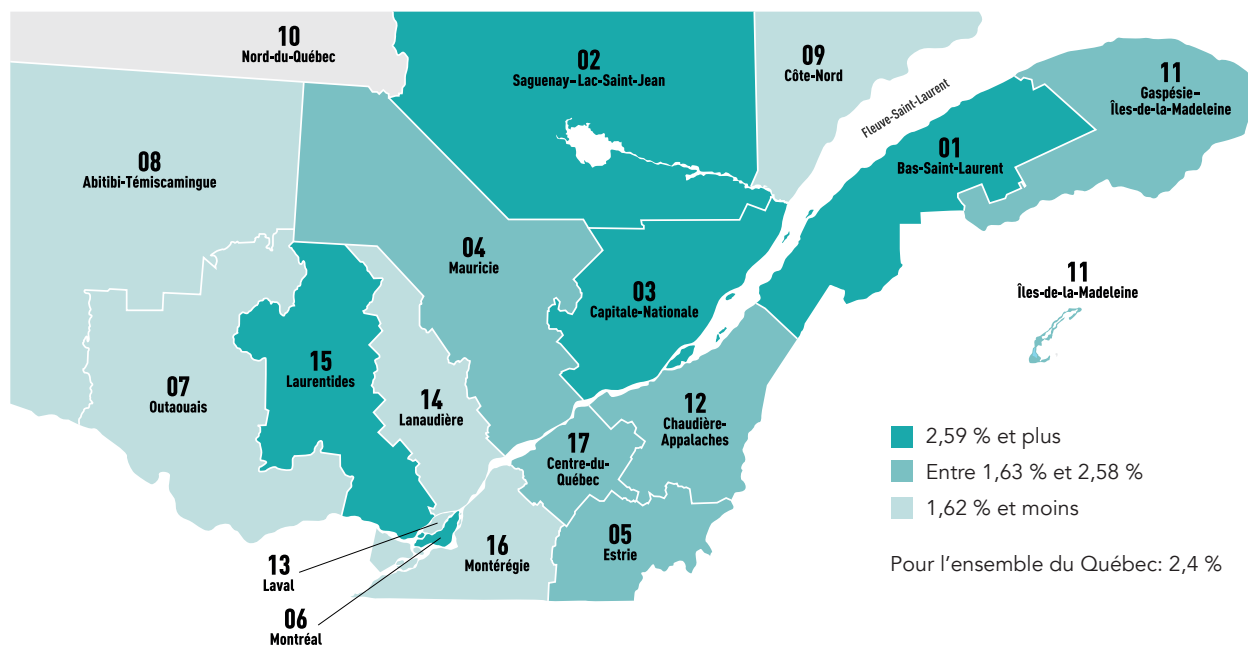 10
Nord-du-Québec
02
Saguenay–Lac-Saint-Jean
09
Côte-Nord
Fleuve-Saint-Laurent
11
Gaspésie–
Îles-de-la-Madeleine
08
Abitibi-Témiscamingue
01
Bas-Saint-Laurent
04
Mauricie
03
Capitale-Nationale
11
Îles-de-la-Madeleine
15
Laurentides
07
Outaouais
14
Lanaudière
12
Chaudière-
Appalaches
17
Centre-du-
Québec
05
Estrie
16
Montérégie
13
Laval
06
Montréal
2,59 % et plus
Entre 1,63 % et 2,58 %
1,62 % et moins
Pour l’ensemble du Québec: 2,4 %